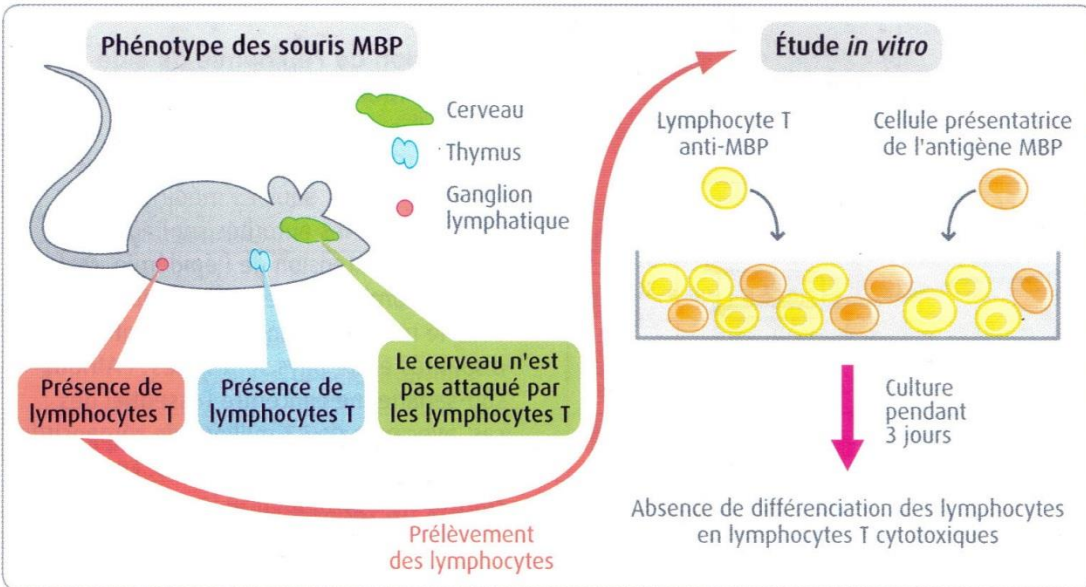 Phénotype des souris MBP
Cerveau
Thymus
Ganglion
lymphatique
Présence de
lymphocytes T
Présence de
lymphocytes T
Le cerveau n'est
pas attaqué par
les lymphocytes T
Prélèvement
des lymphocytes
Étude in vitro
Lymphocyte T
anti-MBP
Cellule présentatrice
de l'antigène MBP
Culture
pendant
3 jours
Absence de différenciation des lymphocytes
en lymphocytes T cytotoxiques